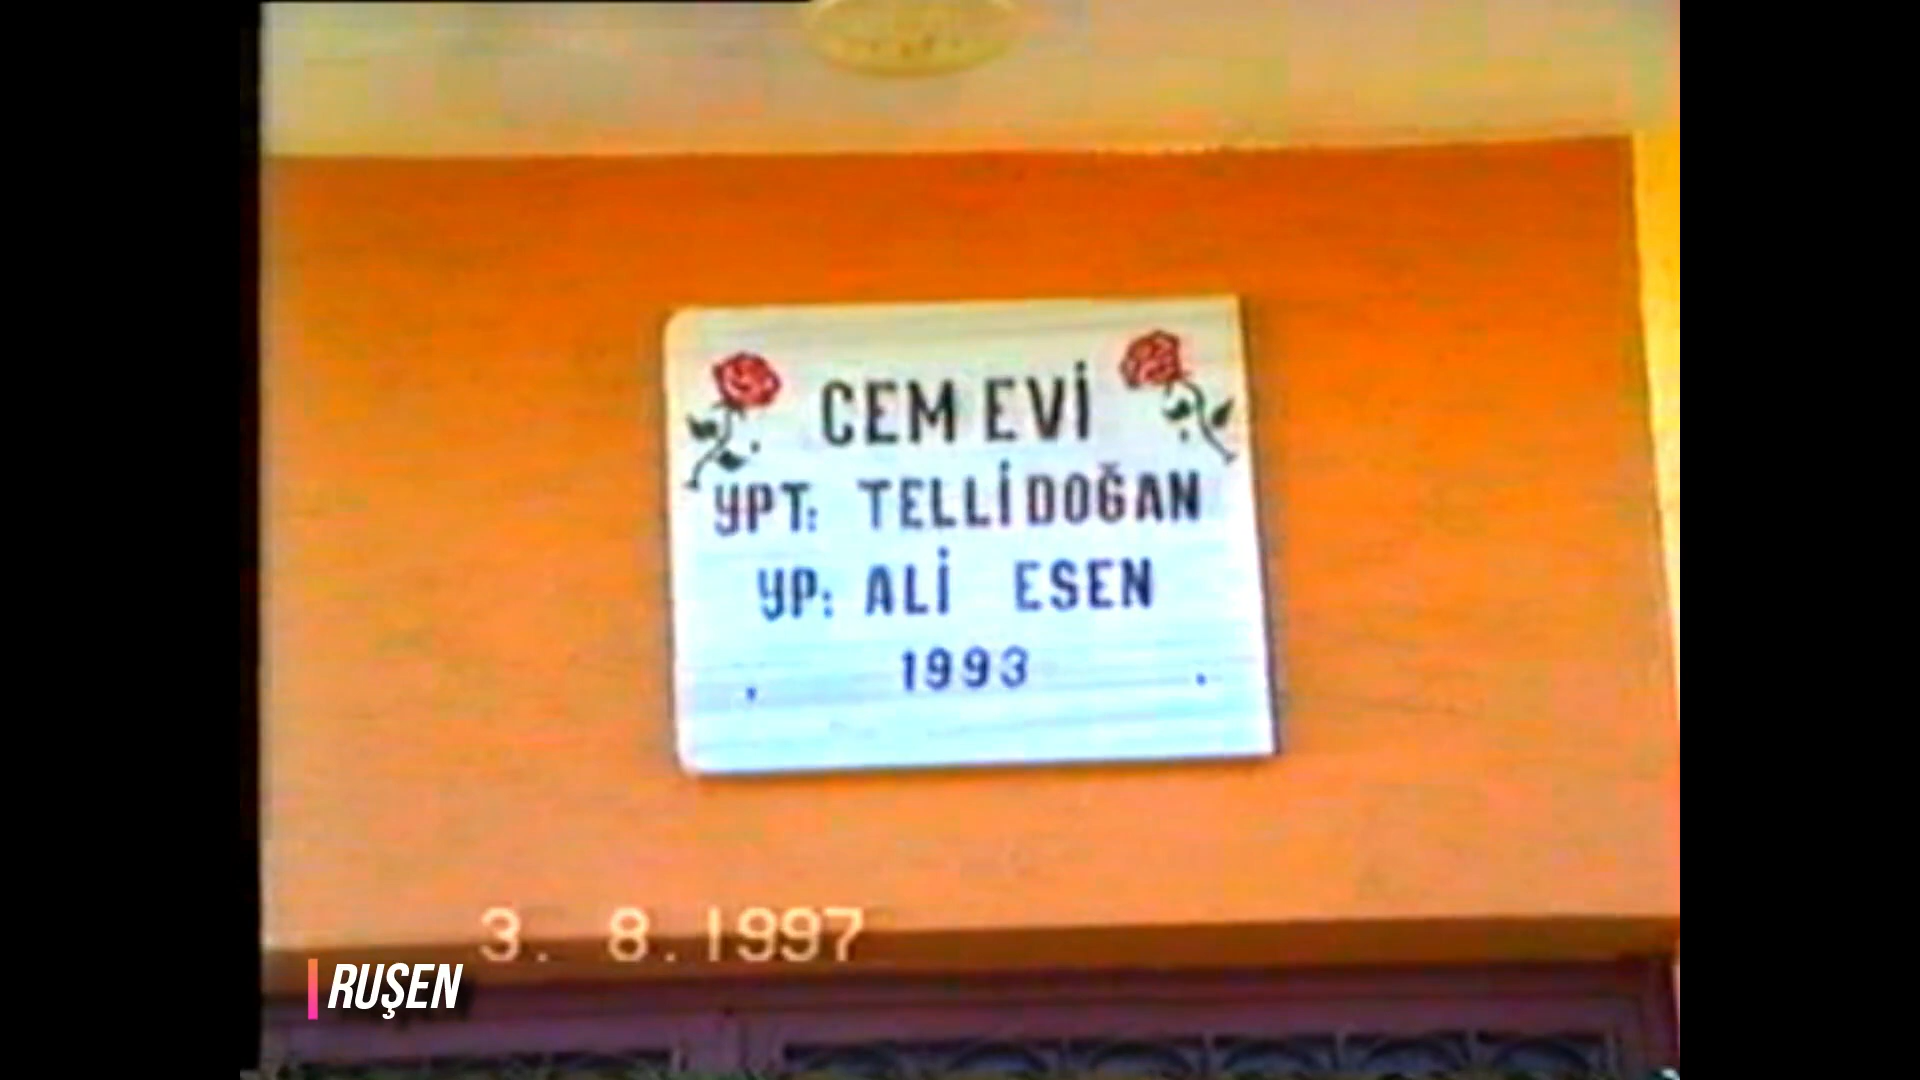 CEM EVİ
YPT: TELLİ DOĞAN
YP: ALİ ESEN
1993
3. 8.1997
RUŞEN